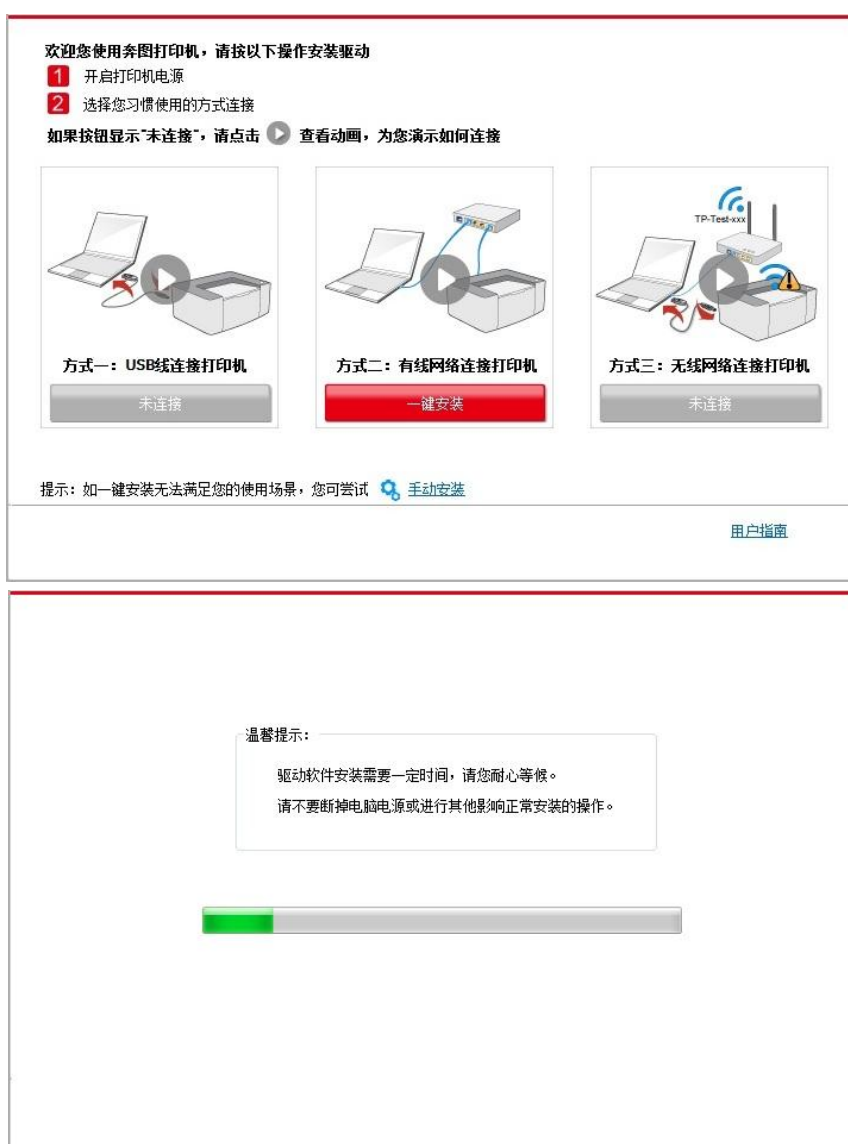 欢迎您使用奔图打印机，请按以下操作安装驱动
1 开启打印机电源
2 选择您习惯使用的方式连接
如果按钮显示"未连接"，请点击 查看动画，为您演示如何连接
TP-Test-xxx
方式一：USB线连接打印机
方式二：有线网络连接打印机
方式三：无线网络连接打印机
未连接
一键安装
未连接
提示：如一键安装无法满足您的使用场景，您可尝试 手动安装
用户指南
温馨提示：
驱动软件安装需要一定时间，请您耐心等候。
请不要断掉电脑电源或进行其他影响正常安装的操作。